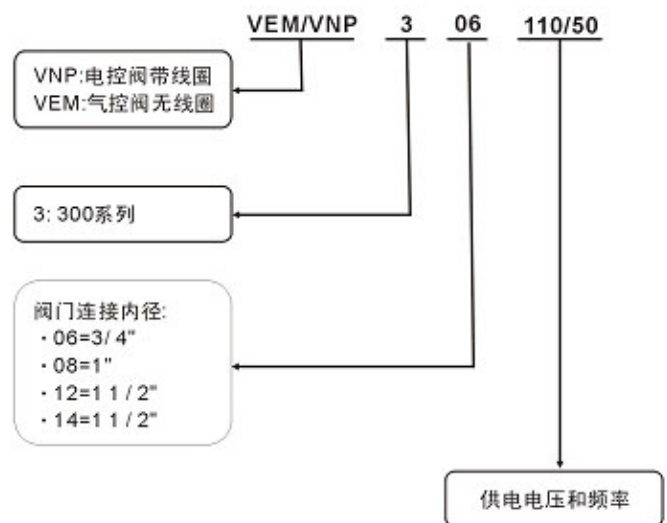 VEM/VNP 3 06 110/50
VNP:电控阀带线圈
VEM:气控阀无线圈
3: 300系列
阀门连接内径:
·06=3/4"
·08=1"
·12=1 1/2"
·14=1 1/2"
供电电压和频率